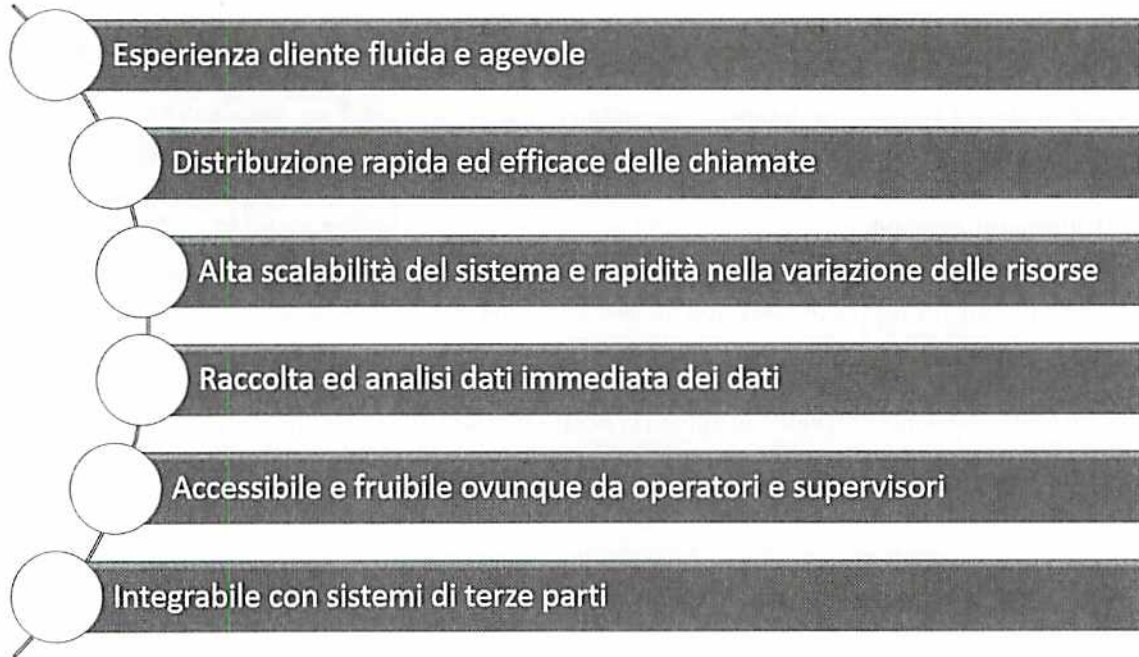 Esperienza cliente fluida e agevole
Distribuzione rapida ed efficace delle chiamate
Alta scalabilità del sistema e rapidità nella variazione delle risorse
Raccolta ed analisi dati immediata dei dati
Accessibile e fruibile ovunque da operatori e supervisori
Integrabile con sistemi di terze parti